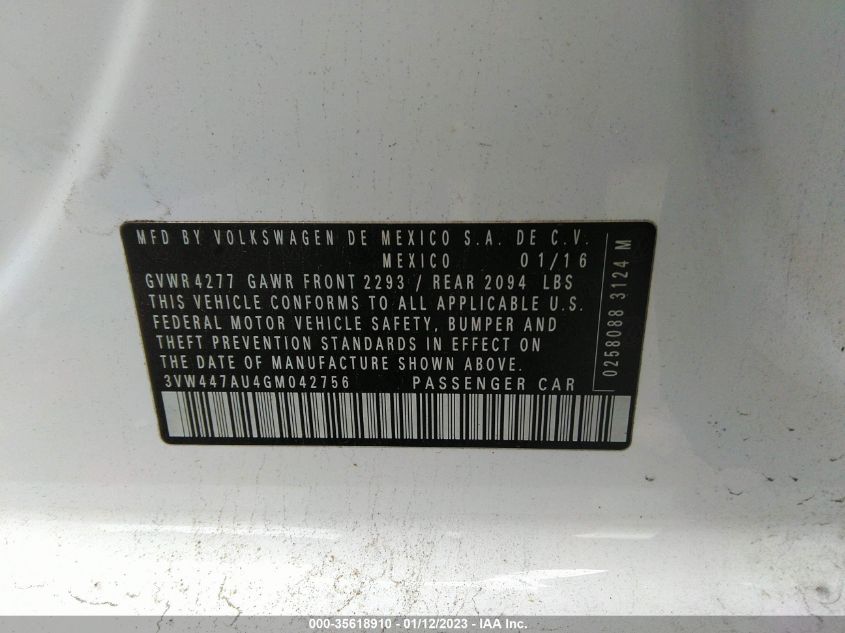 MFD BY VOLKSWAGEN DE MEXICO S.A. DE C.V.
MEXICO 01/16
GVWR 4277 GAWR FRONT 2293 / REAR 2094 LBS
THIS VEHICLE CONFORMS TO ALL APPLICABLE U.S.
FEDERAL MOTOR VEHICLE SAFETY, BUMPER AND
THEFT PREVENTION STANDARDS IN EFFECT ON
THE DATE OF MANUFACTURE SHOWN ABOVE.
3VW447AU4GM042756 PASSENGER CAR
0258088 3124 M
000-35618910 - 01/12/2023 - IAA Inc.